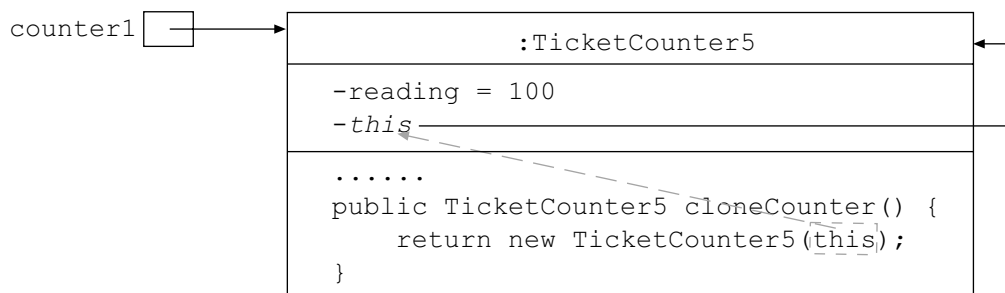 counter1
:TicketCounter5
-reading = 100
-this
......
public TicketCounter5 cloneCounter() {
return new TicketCounter5(this);
}